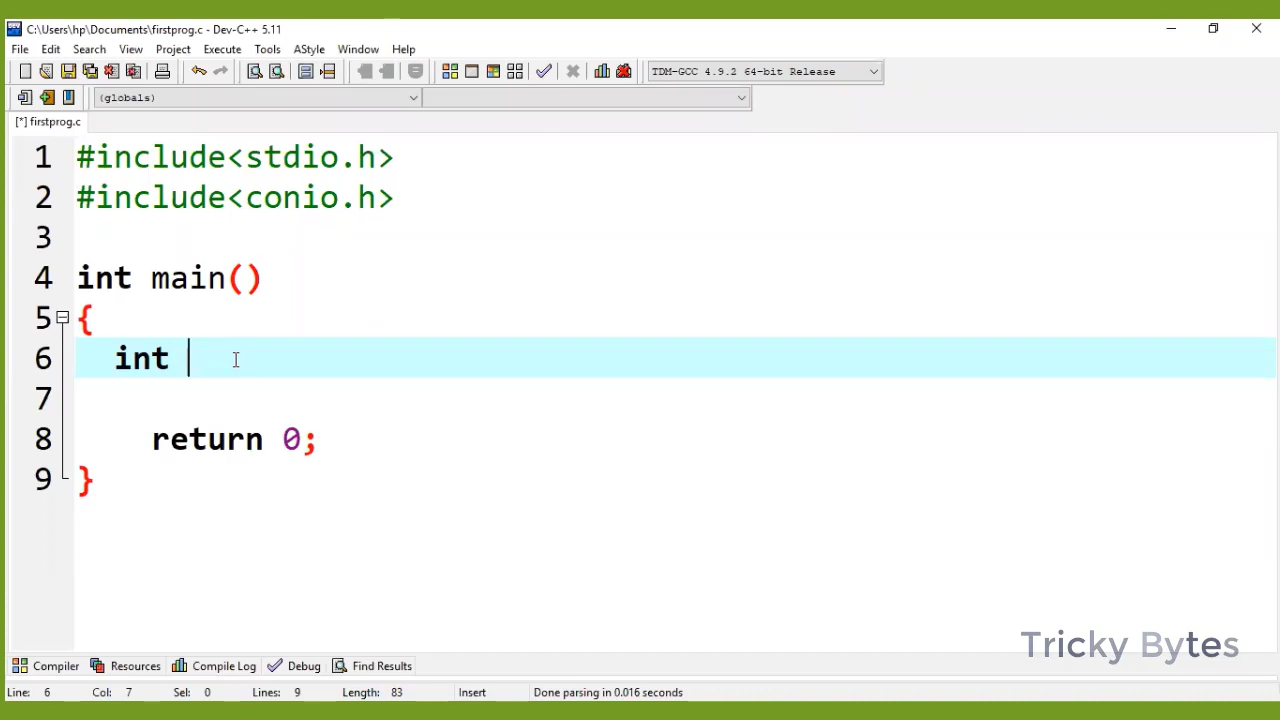 C:\Users\hp\Documents\firstprog.c - Dev-C++ 5.11
File Edit Search View Project Execute Tools AStyle Window Help
TDM-GCC 4.9.2 64-bit Release
(globals)
[*] firstprog.c
1 #include<stdio.h>
2 #include<conio.h>
3
4 int main()
5 {
6 int
7
8 return 0;
9 }
Tricky Bytes
Compiler Resources Compile Log Debug Find Results
Line: 6 Col: 7 Sel: 0 Lines: 9 Length: 83 Insert Done parsing in 0.016 seconds